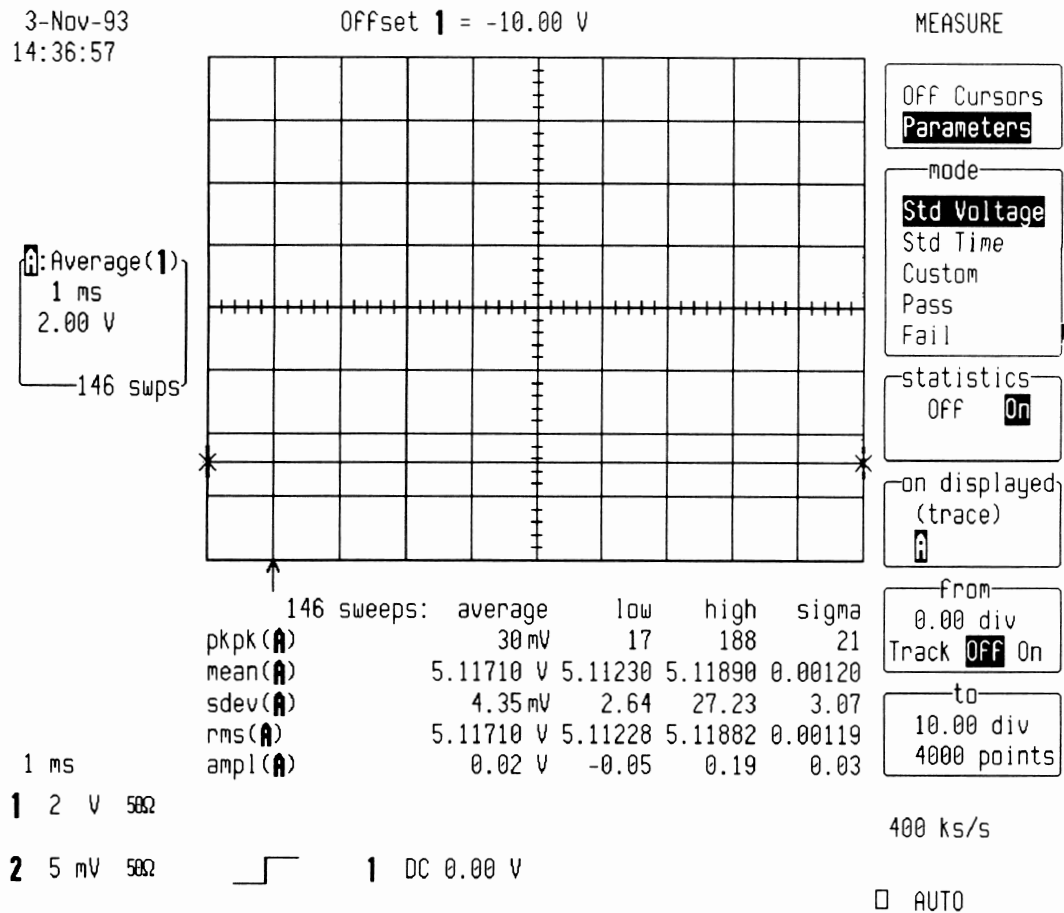 3-Nov-93
14:36:57
Offset 1 = -10.00 V
MEASURE
Off Cursors
Parameters
mode
Std Voltage
Std Time
Custom
Pass
Fail
A:Average(1)
1 ms
2.00 V
146 swps
statistics
Off On
on displayed
(trace)
A
from
0.00 div
Track Off On
to
10.00 div
4000 points
146 sweeps: average low high sigma
pkpk(A) 30 mV 17 188 21
mean(A) 5.11710 V 5.11230 5.11890 0.00120
sdev(A) 4.35 mV 2.64 27.23 3.07
rms(A) 5.11710 V 5.11228 5.11882 0.00119
ampl(A) 0.02 V -0.05 0.19 0.03
1 ms
1 2 V 50Ω
2 5 mV 50Ω
1 DC 0.00 V
400 ks/s
□ AUTO